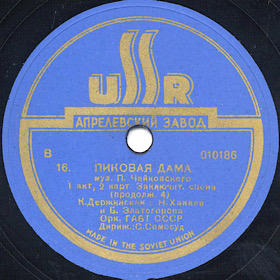 USSR
АПРЕЛЕВСКИЙ ЗАВОД
В
010186
16. ПИКОВАЯ ДАМА
муз. П. Чайковского
1 акт, 2 карт. Заключит. сцена
(продолж. 4)
К. Держинская Н. Ханаев
и Б. Златогорова
Орк. ГАБТ СССР
Дириж: С. Самосуд
MADE IN THE SOVIET UNION